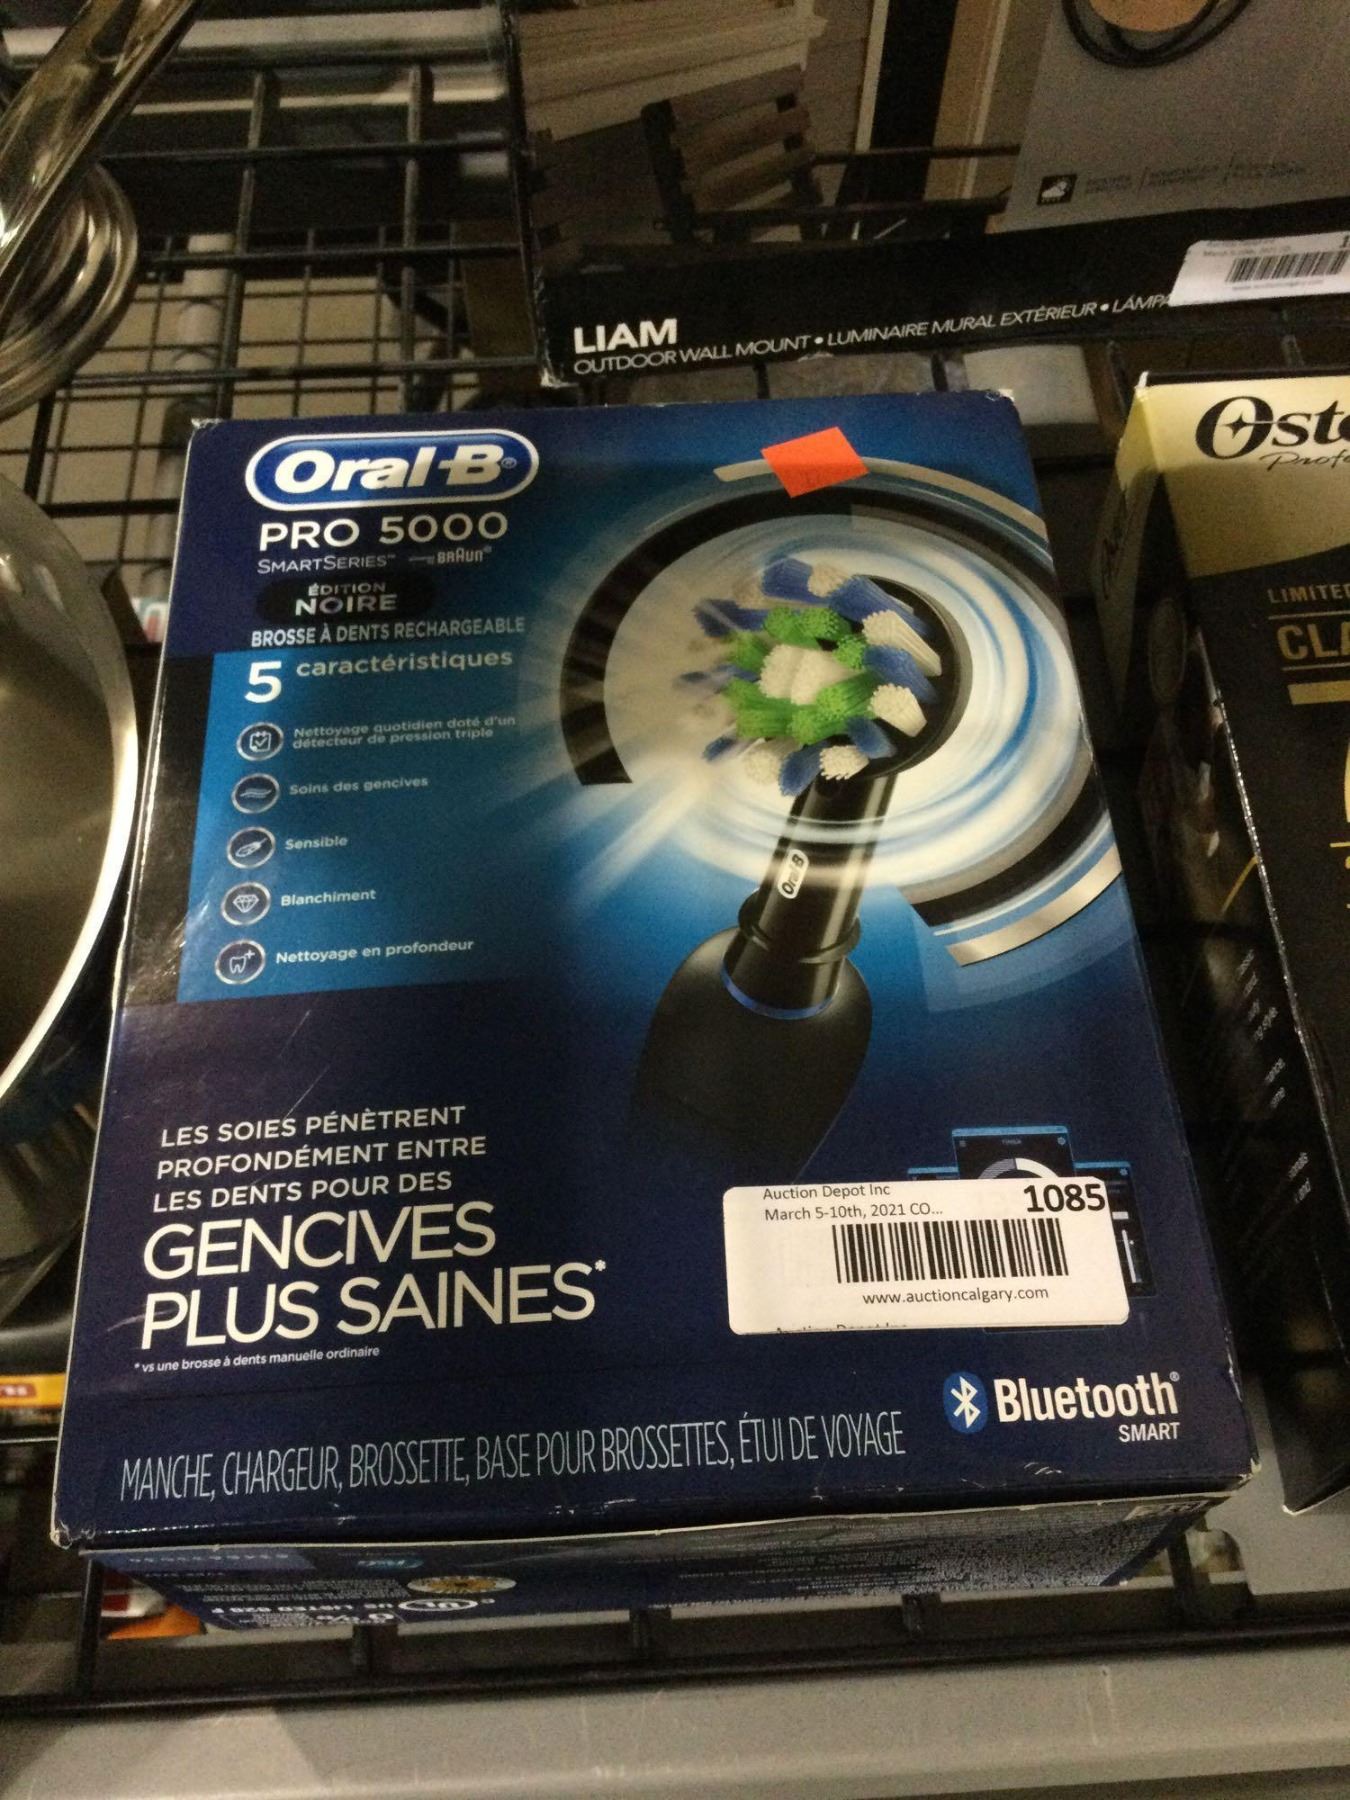 LIAM
OUTDOOR WALL MOUNT • LUMINAIRE MURAL EXTÉRIEUR •
Oral-B
PRO 5000
SMARTSERIES™ BRAUN
ÉDITION
NOIRE
BROSSE À DENTS RECHARGEABLE
5 caractéristiques
Nettoyage quotidien doté d'un
détecteur de pression triple
Soins des gencives
Sensible
Blanchiment
Nettoyage en profondeur
Oral-B
LES SOIES PÉNÈTRENT
PROFONDÉMENT ENTRE
LES DENTS POUR DES
GENCIVES
PLUS SAINES*
* vs une brosse à dents manuelle ordinaire
Auction Depot Inc
1085
March 5-10th, 2021 CO...
www.auctioncalgary.com
Bluetooth®
SMART
MANCHE, CHARGEUR, BROSSETTE, BASE POUR BROSSETTES, ÉTUI DE VOYAGE